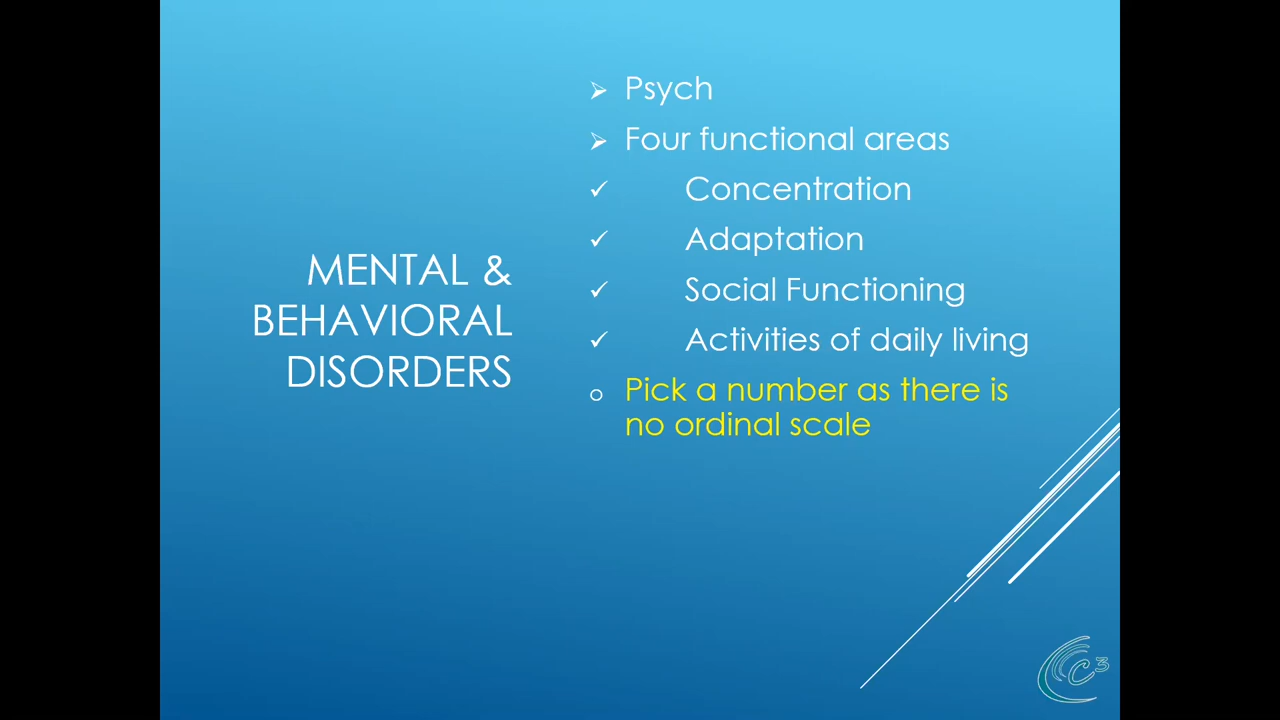 MENTAL &
BEHAVIORAL
DISORDERS
Psych
Four functional areas
Concentration
Adaptation
Social Functioning
Activities of daily living
Pick a number as there is
no ordinal scale
C3